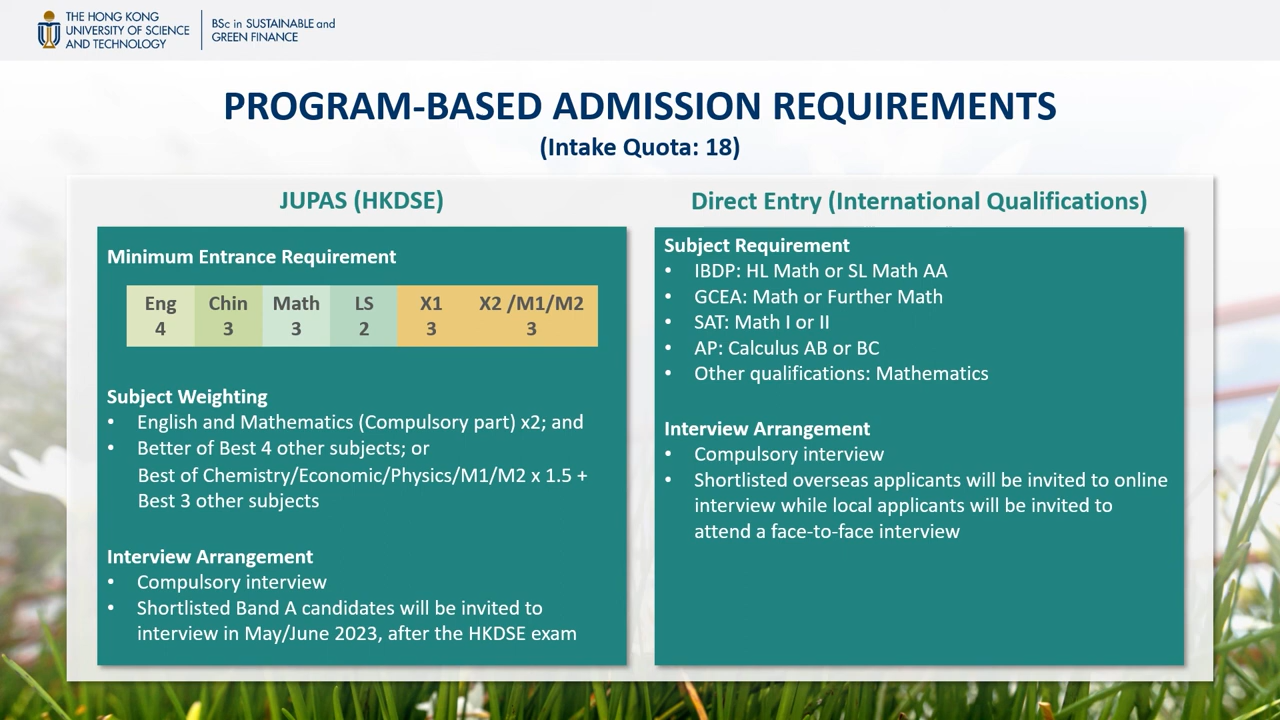 THE HONG KONG
UNIVERSITY OF SCIENCE
AND TECHNOLOGY
BSc in SUSTAINABLE and
GREEN FINANCE
PROGRAM-BASED ADMISSION REQUIREMENTS
(Intake Quota: 18)
JUPAS (HKDSE)
Minimum Entrance Requirement
Eng Chin Math LS X1 X2 /M1/M2
4 3 3 2 3 3
Subject Weighting
• English and Mathematics (Compulsory part) x2; and
• Better of Best 4 other subjects; or
Best of Chemistry/Economic/Physics/M1/M2 x 1.5 +
Best 3 other subjects
Interview Arrangement
• Compulsory interview
• Shortlisted Band A candidates will be invited to
interview in May/June 2023, after the HKDSE exam
Direct Entry (International Qualifications)
Subject Requirement
• IBDP: HL Math or SL Math AA
• GCEA: Math or Further Math
• SAT: Math I or II
• AP: Calculus AB or BC
• Other qualifications: Mathematics
Interview Arrangement
• Compulsory interview
• Shortlisted overseas applicants will be invited to online
interview while local applicants will be invited to
attend a face-to-face interview